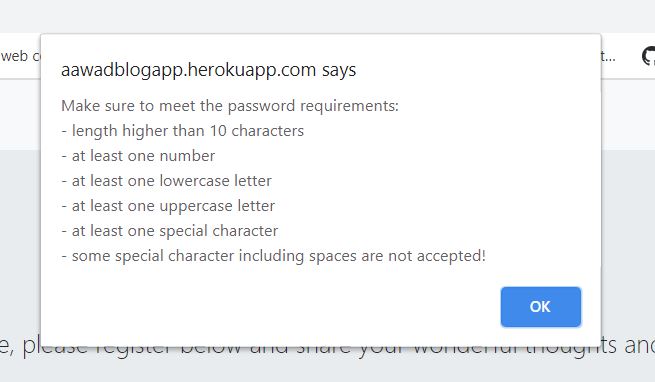 web c
t...
aawadblogapp.herokuapp.com says
Make sure to meet the password requirements:
- length higher than 10 characters
- at least one number
- at least one lowercase letter
- at least one uppercase letter
- at least one special character
- some special character including spaces are not accepted!
OK
e, please register below and share your wonderful thoughts and